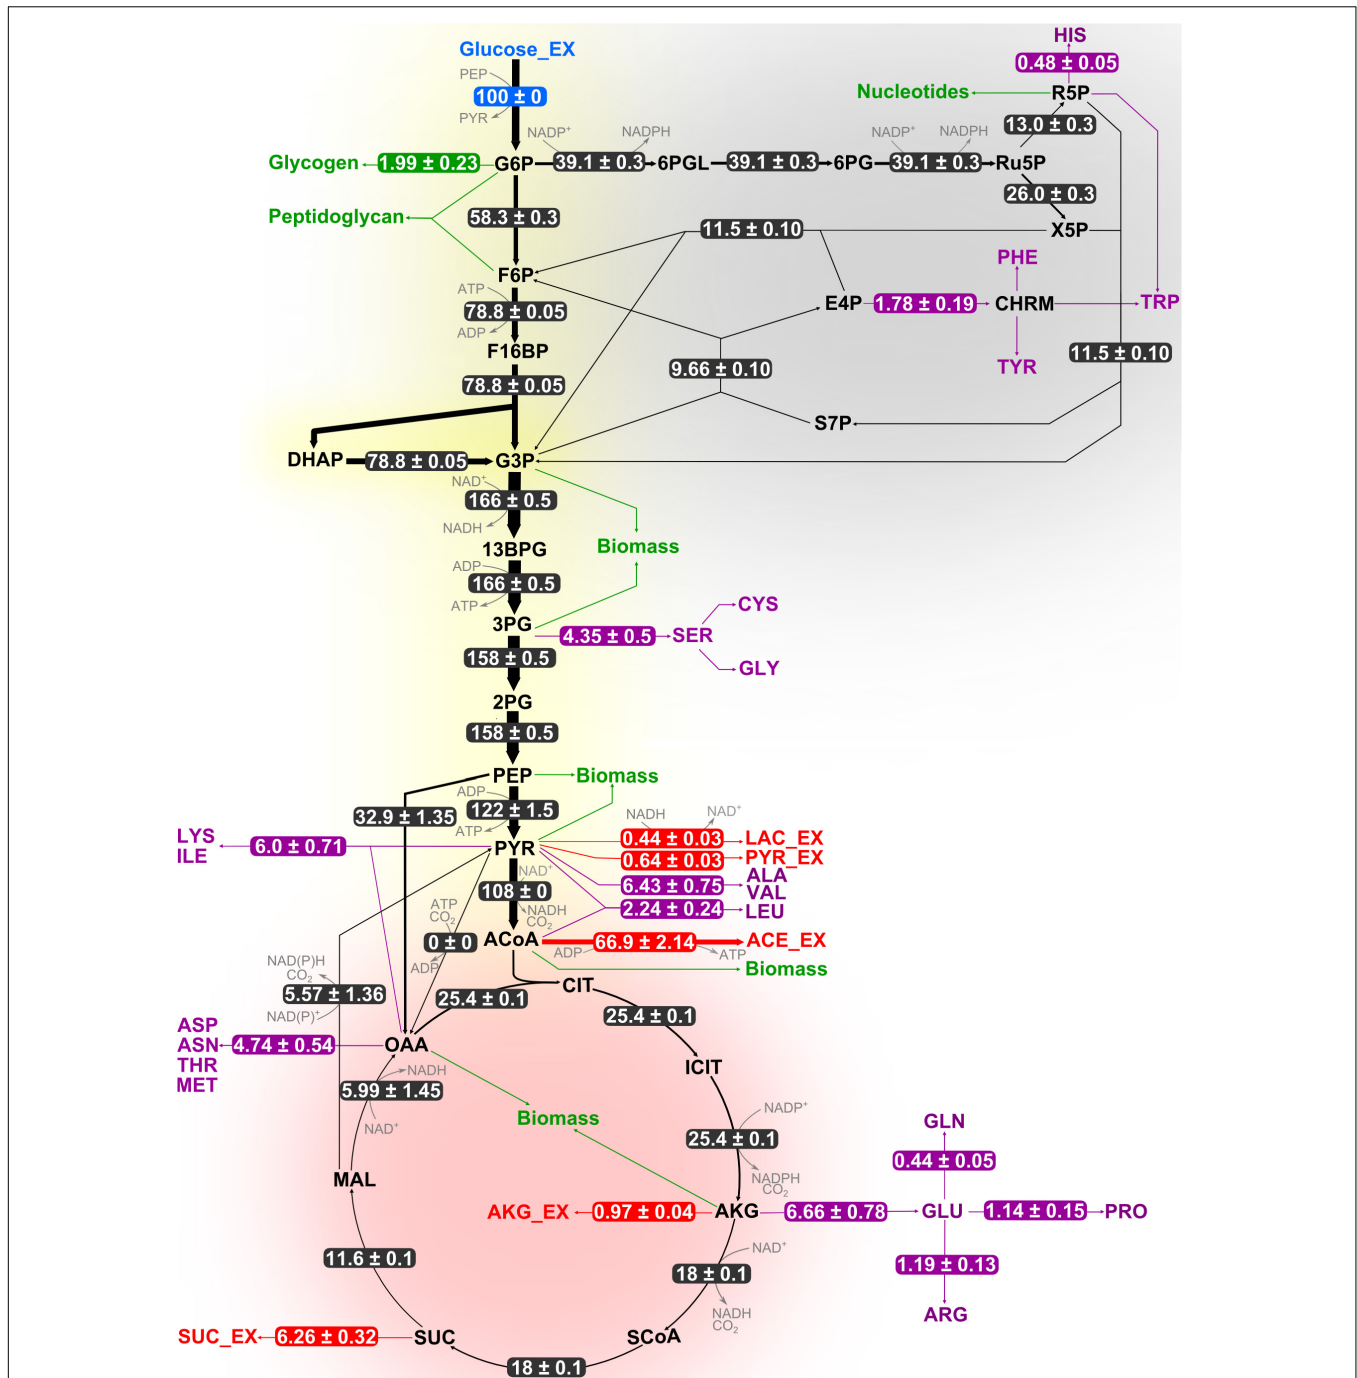 HIS
Glucose_EX
0.48 ± 0.05
PEP
100 ± 0
Nucleotides
R5P
PYR
NADP⁺
NADPH
NADP⁺
NADPH
13.0 ± 0.3
Glycogen
1.99 ± 0.23
G6P
39.1 ± 0.3
6PGL
39.1 ± 0.3
6PG
39.1 ± 0.3
Ru5P
26.0 ± 0.3
Peptidoglycan
58.3 ± 0.3
11.5 ± 0.10
X5P
PHE
F6P
ATP
78.8 ± 0.05
ADP
E4P
1.78 ± 0.19
CHRM
TRP
F16BP
9.66 ± 0.10
TYR
11.5 ± 0.10
78.8 ± 0.05
S7P
DHAP
78.8 ± 0.05
G3P
NAD⁺
166 ± 0.5
NADH
13BPG
Biomass
ADP
166 ± 0.5
ATP
CYS
3PG
4.35 ± 0.5
SER
158 ± 0.5
GLY
2PG
158 ± 0.5
PEP
Biomass
ADP
122 ± 1.5
ATP
32.9 ± 1.35
NADH
NAD⁺
LYS
ILE
6.0 ± 0.71
PYR
0.44 ± 0.03
LAC_EX
0.64 ± 0.03
PYR_EX
NAD⁺
108 ± 0
NADH
CO₂
6.43 ± 0.75
ALA
VAL
2.24 ± 0.24
LEU
ATP
CO₂
0 ± 0
ADP
ACoA
66.9 ± 2.14
ACE_EX
ADP
ATP
Biomass
NAD(P)H
CO₂
5.57 ± 1.36
NAD(P)⁺
25.4 ± 0.1
CIT
25.4 ± 0.1
ASP
ASN
THR
MET
4.74 ± 0.54
OAA
ICIT
NADH
5.99 ± 1.45
NAD⁺
Biomass
NADP⁺
25.4 ± 0.1
NADPH
CO₂
GLN
0.44 ± 0.05
MAL
AKG_EX
0.97 ± 0.04
AKG
6.66 ± 0.78
GLU
1.14 ± 0.15
PRO
11.6 ± 0.1
NAD⁺
18 ± 0.1
NADH
CO₂
1.19 ± 0.13
ARG
SUC_EX
6.26 ± 0.32
SUC
SCoA
18 ± 0.1